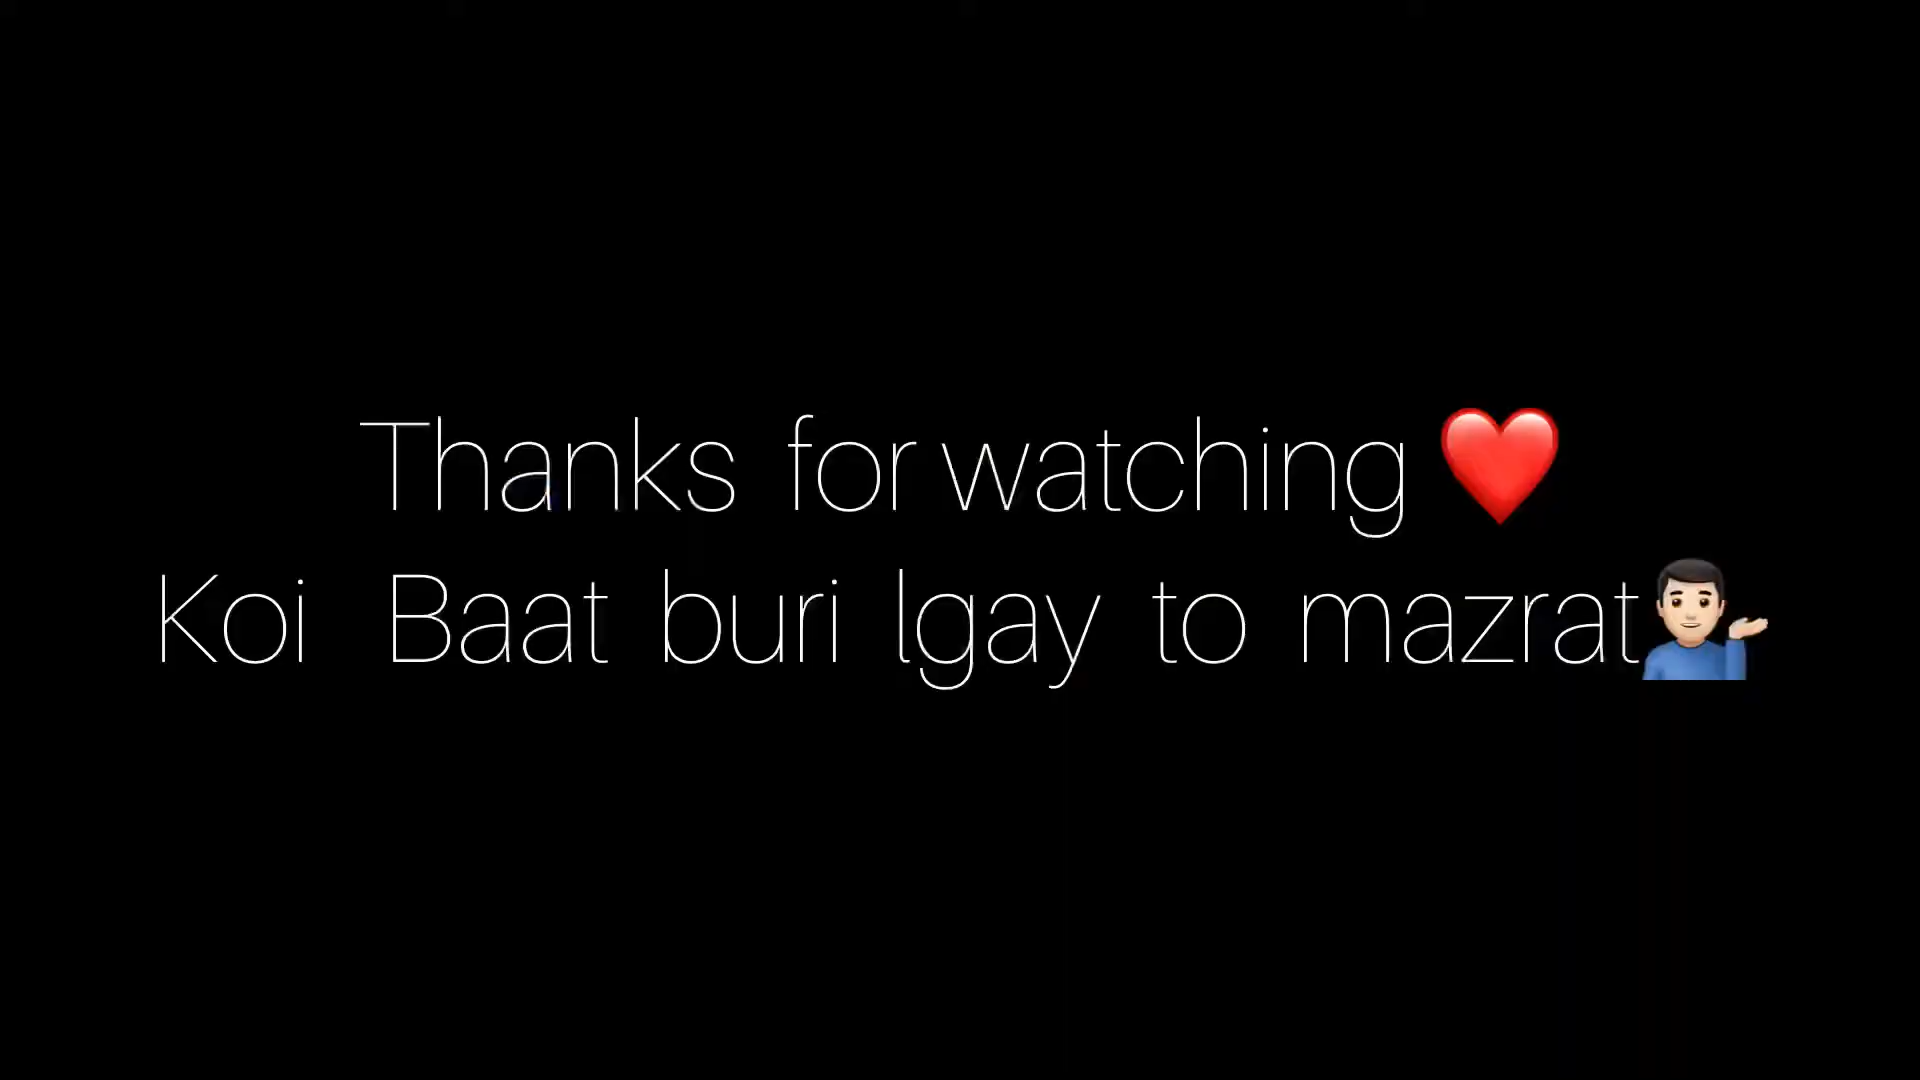 Thanks for watching ❤️
Koi Baat buri lgay to mazrat💁🏻‍♂️